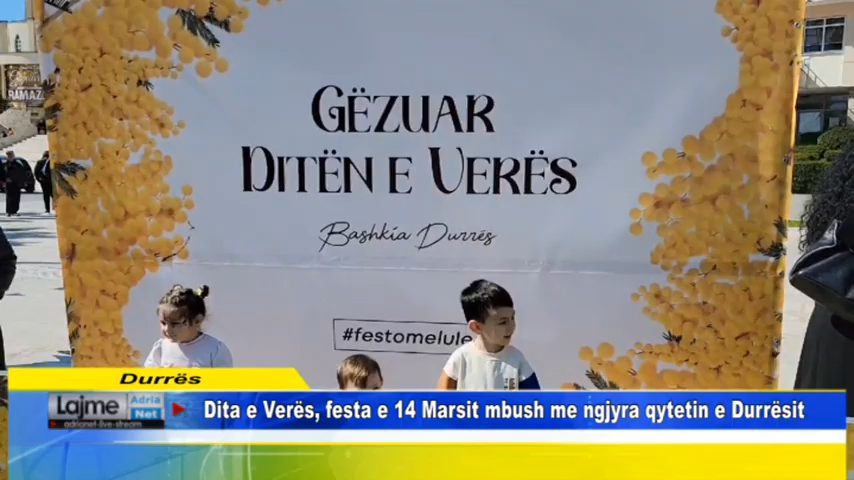 RAMAZ
GËZUAR
DITËN E VERËS
Bashkia Durrës
#festomelule
Durrës
Lajme Adria Net
adrianet-live-stream
Dita e Verës, festa e 14 Marsit mbush me ngjyra qytetin e Durrësit